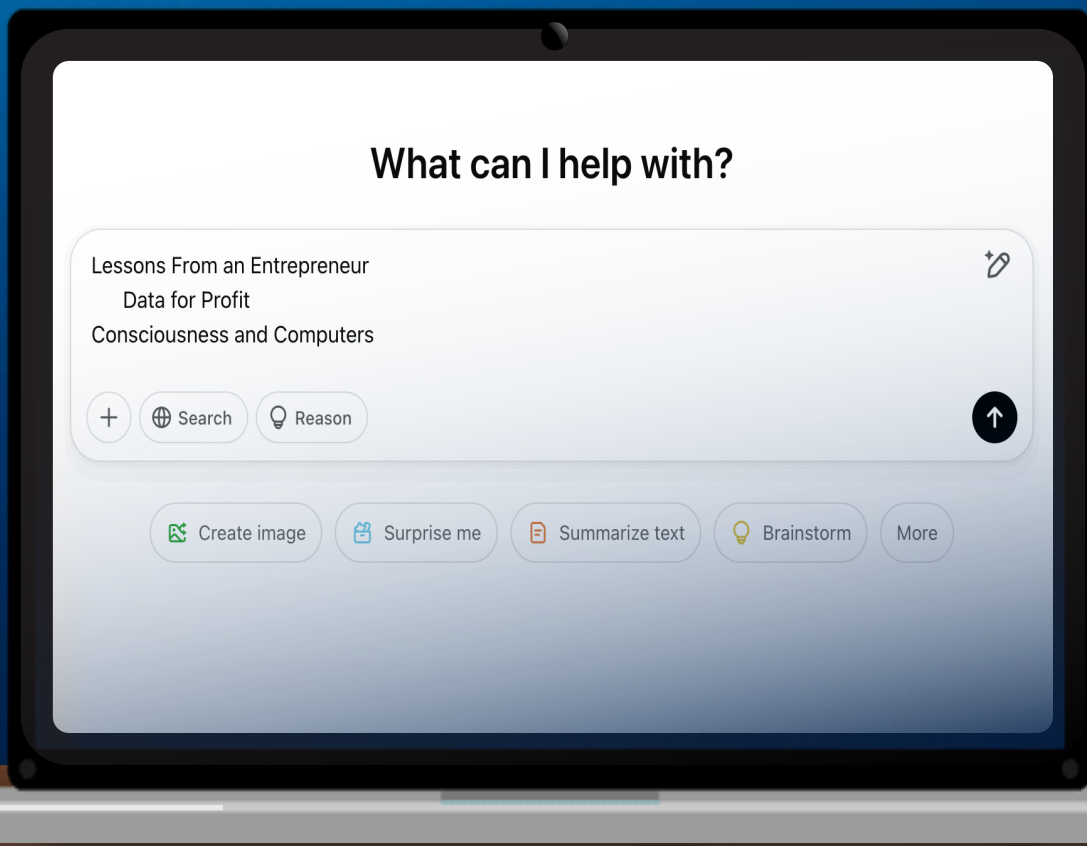 What can I help with?
Lessons From an Entrepreneur
Data for Profit
Consciousness and Computers
Search
Reason
Create image
Surprise me
Summarize text
Brainstorm
More